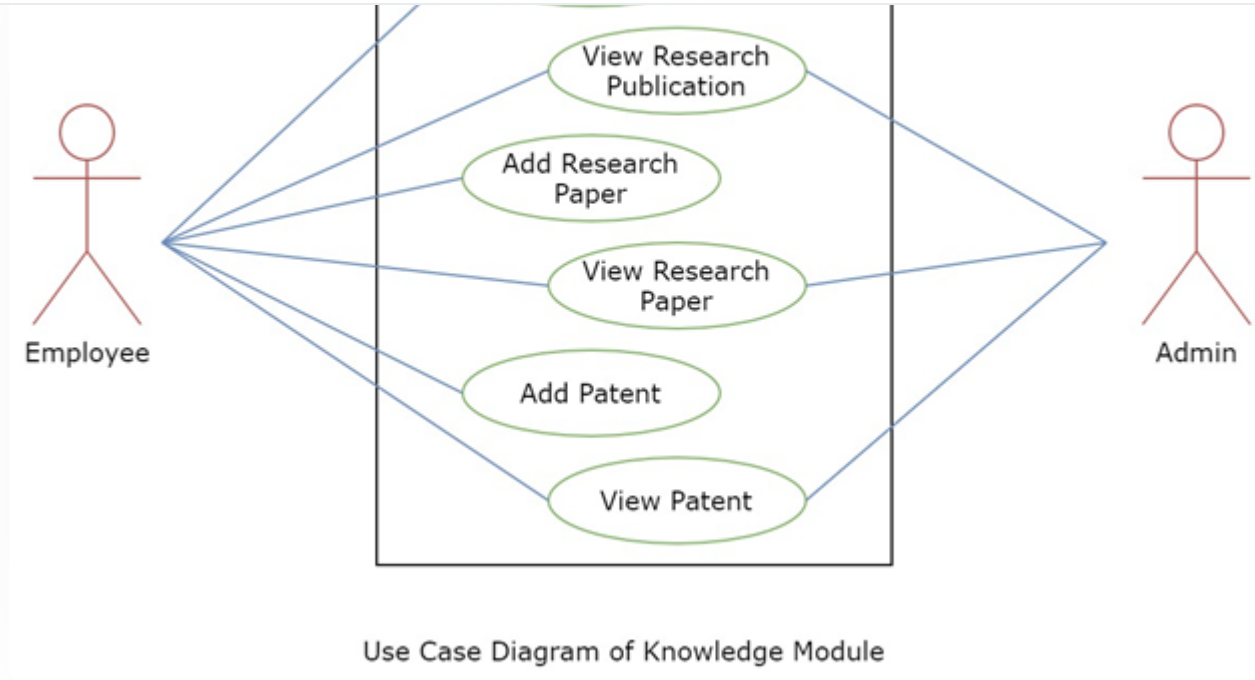 View Research
Publication
Add Research
Paper
View Research
Paper
Employee
Admin
Add Patent
View Patent
Use Case Diagram of Knowledge Module